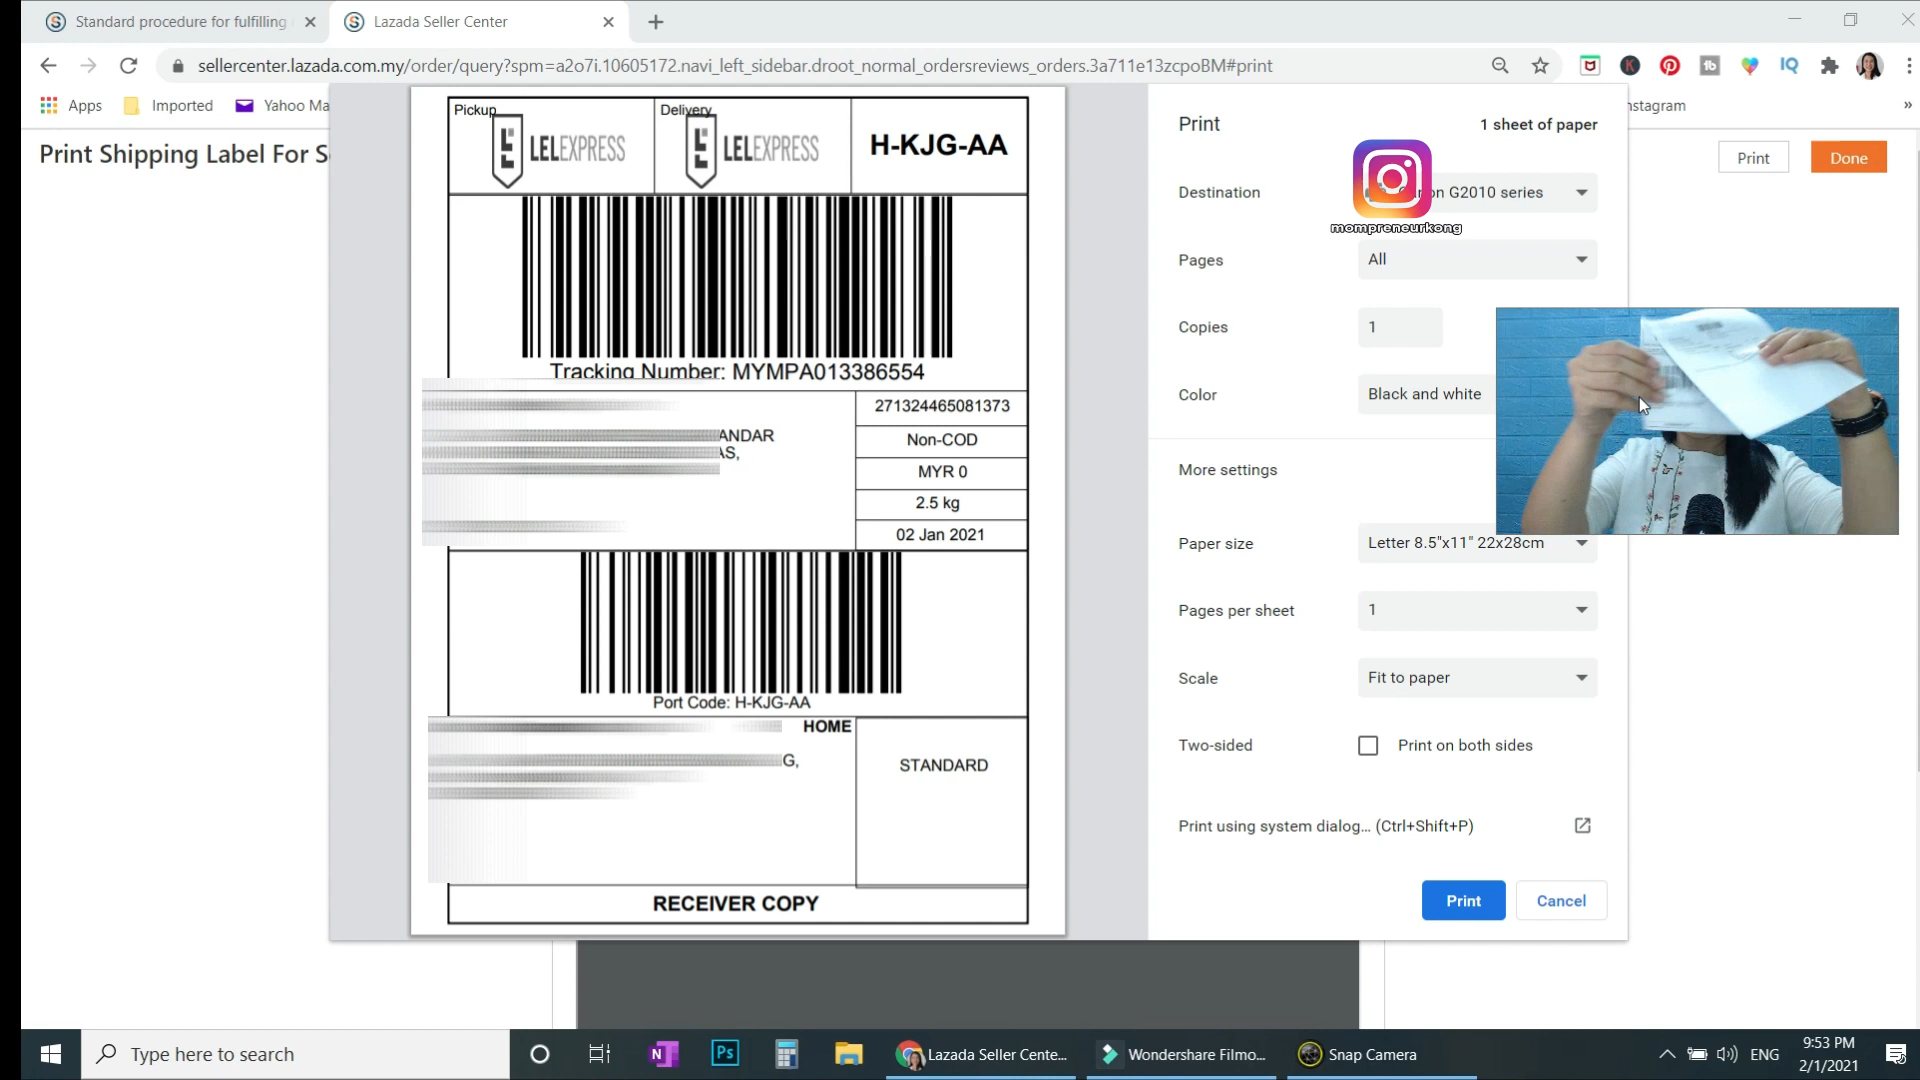 Standard procedure for fulfilling
Lazada Seller Center
sellercenter.lazada.com.my/order/query?spm=a2o7i.10605172.navi_left_sidebar.droot_normal_ordersreviews_orders.3a711e13zcpoBM#print
Apps
Imported
Yahoo Ma
nstagram
Print Shipping Label For S
Print
Done
Pickup
LELEXPRESS
Delivery
LELEXPRESS
H-KJG-AA
Tracking Number: MYMPA013386554
ANDAR
AS,
271324465081373
Non-COD
MYR 0
2.5 kg
02 Jan 2021
Port Code: H-KJG-AA
HOME
G,
STANDARD
RECEIVER COPY
Print
1 sheet of paper
Destination
on G2010 series
mompreneurkong
Pages
All
Copies
1
Color
Black and white
More settings
Paper size
Letter 8.5"x11" 22x28cm
Pages per sheet
1
Scale
Fit to paper
Two-sided
Print on both sides
Print using system dialog... (Ctrl+Shift+P)
Print
Cancel
Type here to search
N
Ps
Lazada Seller Cente...
Wondershare Filmo...
Snap Camera
ENG
9:53 PM
2/1/2021